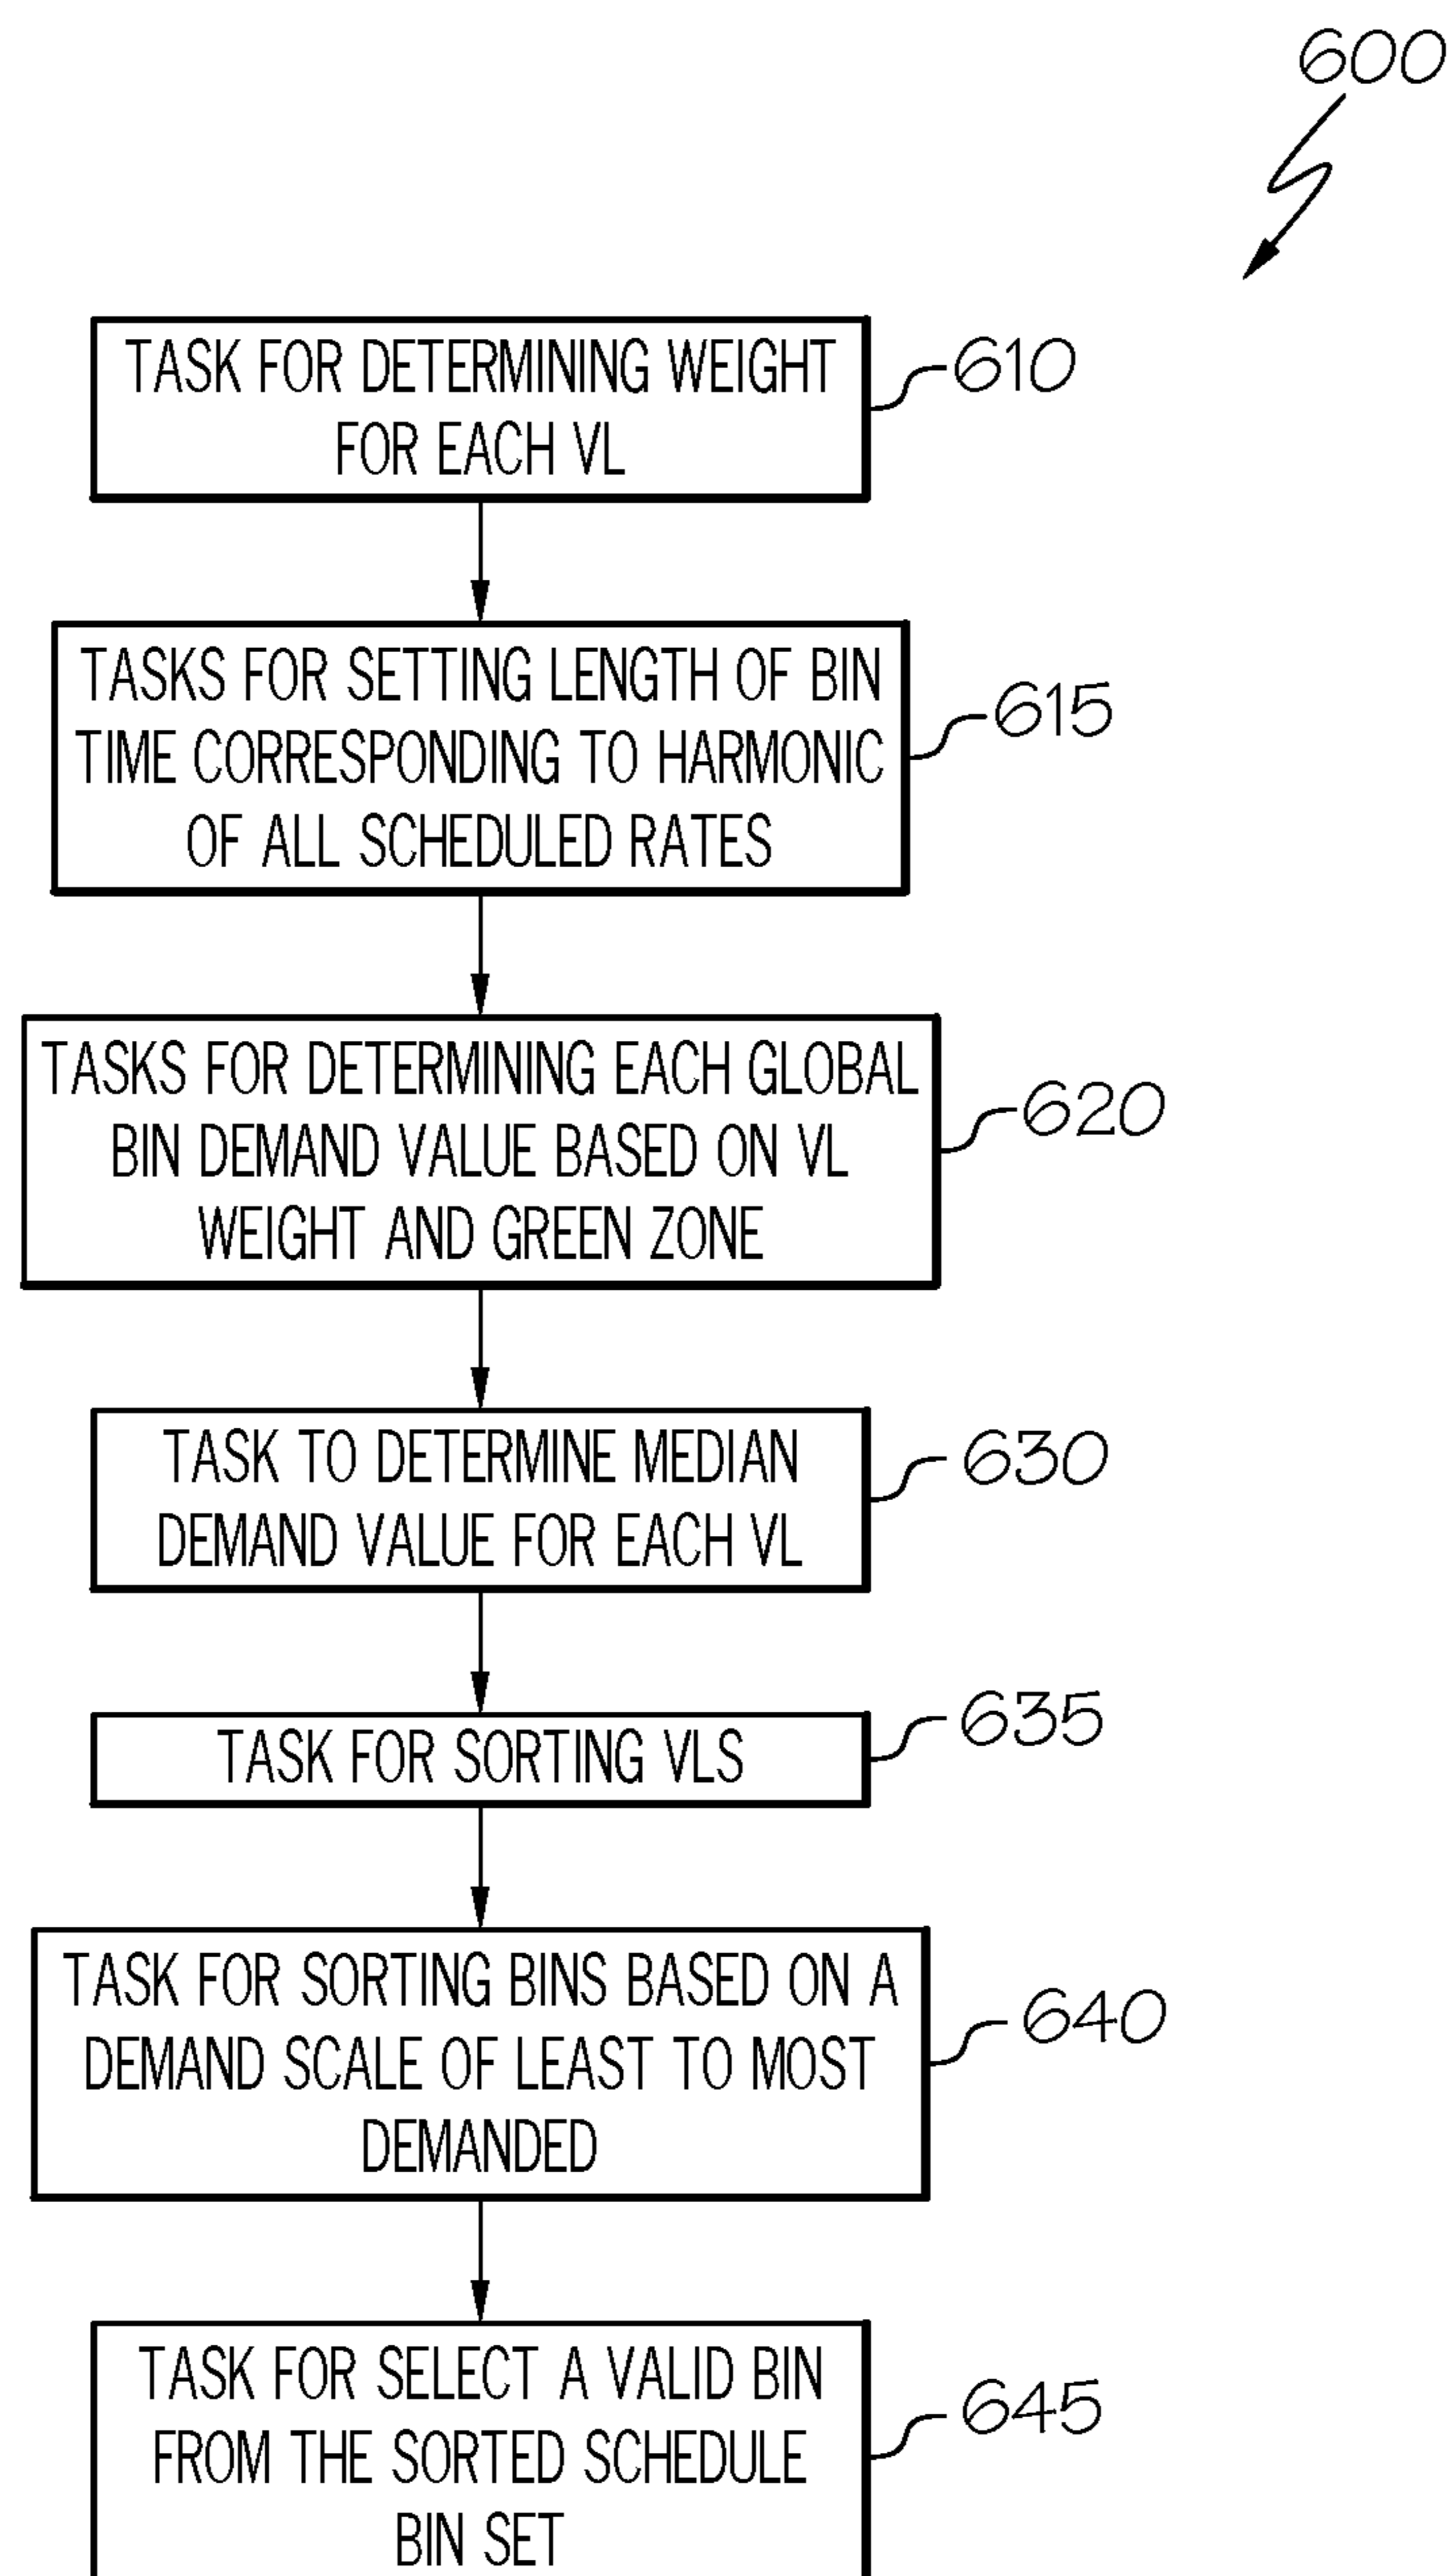 600
TASK FOR DETERMINING WEIGHT
FOR EACH VL
610
TASKS FOR SETTING LENGTH OF BIN
TIME CORRESPONDING TO HARMONIC
OF ALL SCHEDULED RATES
615
TASKS FOR DETERMINING EACH GLOBAL
BIN DEMAND VALUE BASED ON VL
WEIGHT AND GREEN ZONE
620
TASK TO DETERMINE MEDIAN
DEMAND VALUE FOR EACH VL
630
TASK FOR SORTING VLS
635
TASK FOR SORTING BINS BASED ON A
DEMAND SCALE OF LEAST TO MOST
DEMANDED
640
TASK FOR SELECT A VALID BIN
FROM THE SORTED SCHEDULE
BIN SET
645